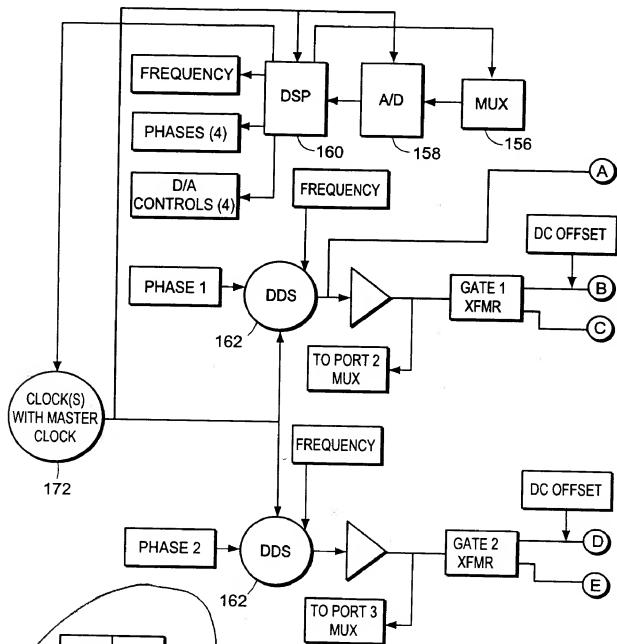 FREQUENCY
DSP
A/D
MUX
PHASES (4)
160
158
156
D/A
CONTROLS (4)
FREQUENCY
A
DC OFFSET
PHASE 1
DDS
GATE 1
XFMR
B
C
162
TO PORT 2
MUX
CLOCK(S)
WITH MASTER
CLOCK
172
FREQUENCY
DC OFFSET
PHASE 2
DDS
GATE 2
XFMR
D
E
162
TO PORT 3
MUX